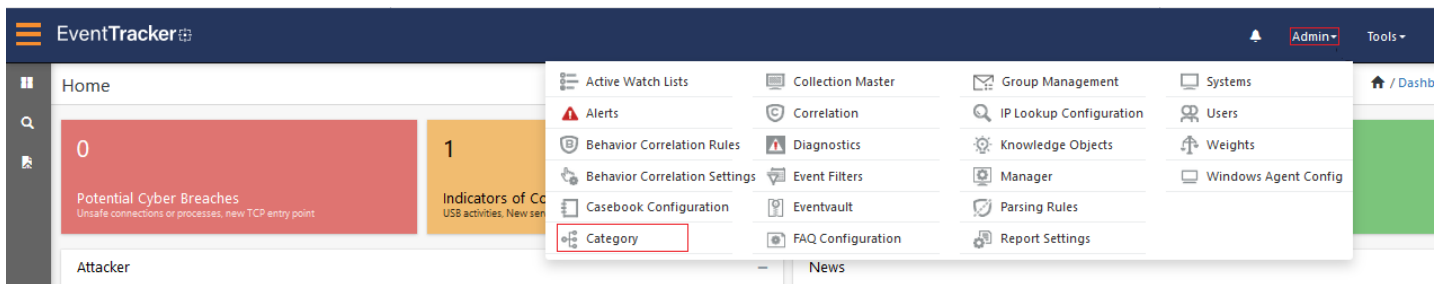 EventTracker
Admin
Tools
Home
/ Dashb
Active Watch Lists
Collection Master
Group Management
Systems
Alerts
Correlation
IP Lookup Configuration
Users
Behavior Correlation Rules
Diagnostics
Knowledge Objects
Weights
Behavior Correlation Settings
Event Filters
Manager
Windows Agent Config
Casebook Configuration
Eventvault
Parsing Rules
Category
FAQ Configuration
Report Settings
0
Potential Cyber Breaches
Unsafe connections or processes, new TCP entry point
1
Indicators of Co
USB activities, New serv
Attacker
News